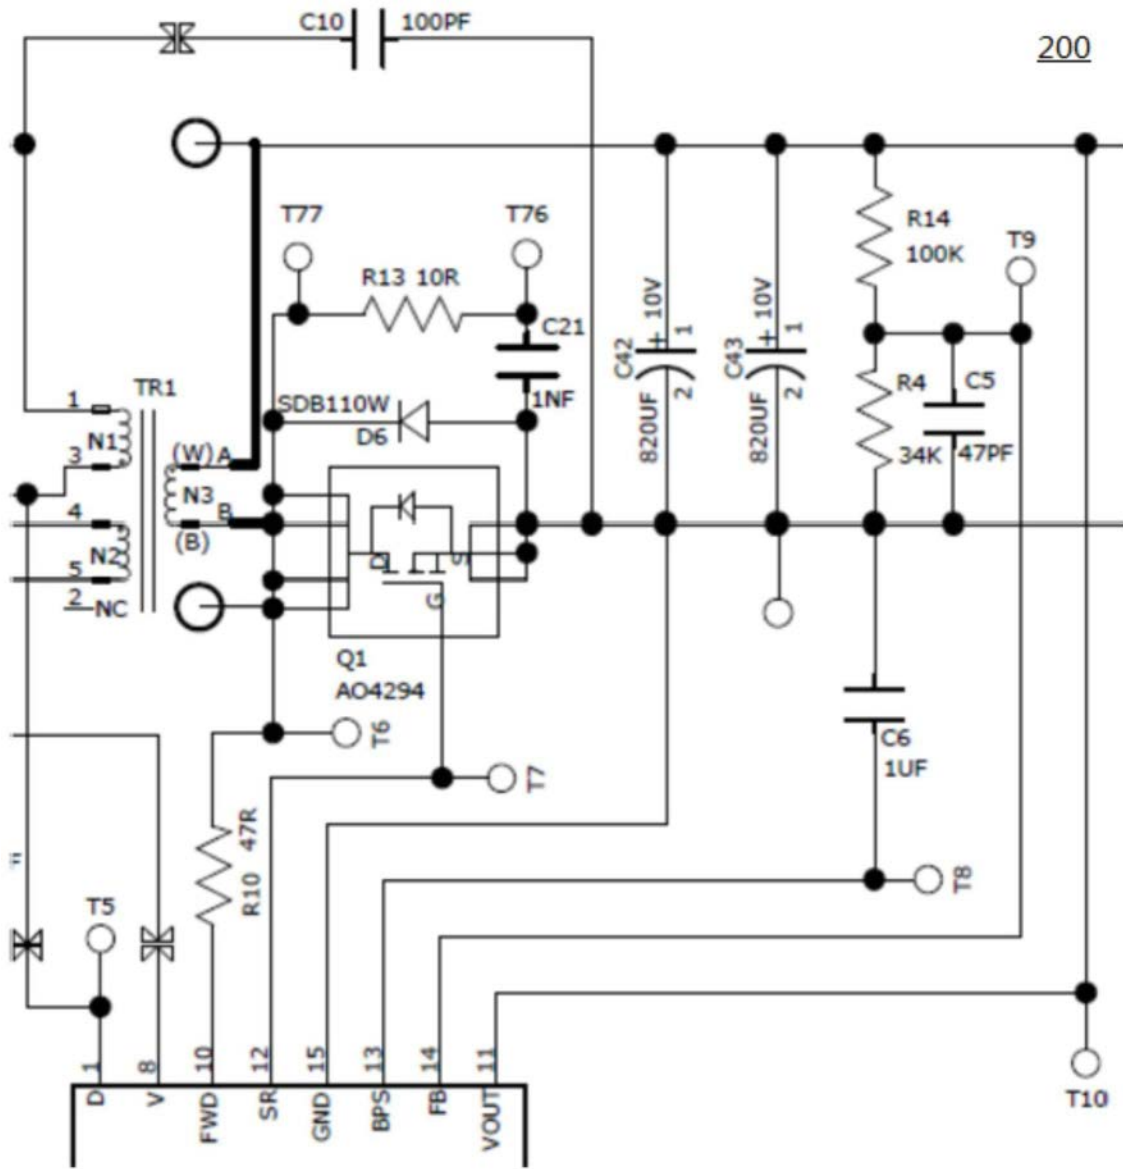 C10 100PF
200
T77
T76
T9
R14
100K
R13 10R
C21
1NF
C42
820UF
+ 10V
1
2
C43
820UF
+ 10V
1
2
R4
34K
C5
47PF
TR1
1
N1
3
4
N2
5
2
NC
(W)
A
N3
B
(B)
SDB110W
D6
D
S
G
Q1
AO4294
T6
T7
C6
1UF
T8
R10 47R
T5
T10
1
8
10
12
15
13
14
11
D
V
FWD
SR
GND
BPS
FB
VOUT